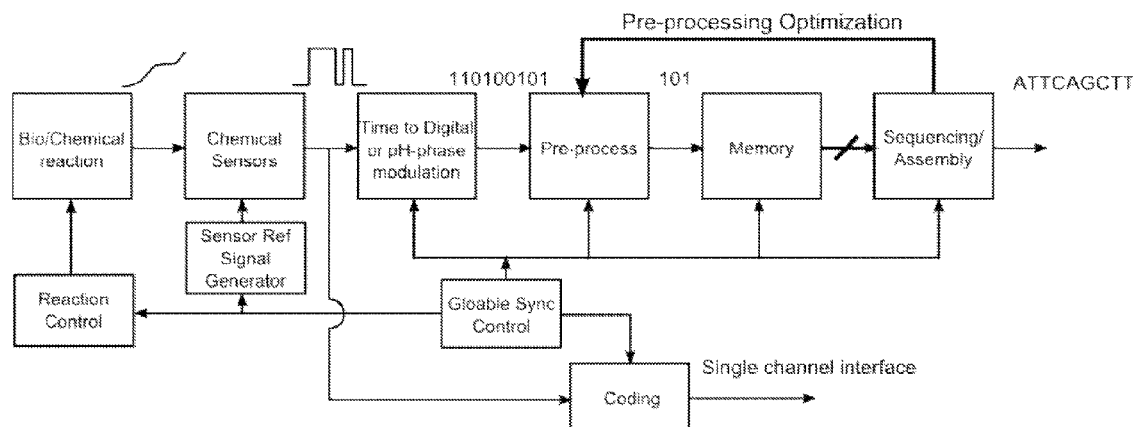 Pre-processing Optimization
110100101
101
ATTCAGCTT
Bio/Chemical
reaction
Chemical
Sensors
Time to Digital
or pH-phase
modulation
Pre-process
Memory
Sequencing/
Assembly
Sensor Ref
Signal
Generator
Reaction
Control
Gloable Sync
Control
Coding
Single channel interface